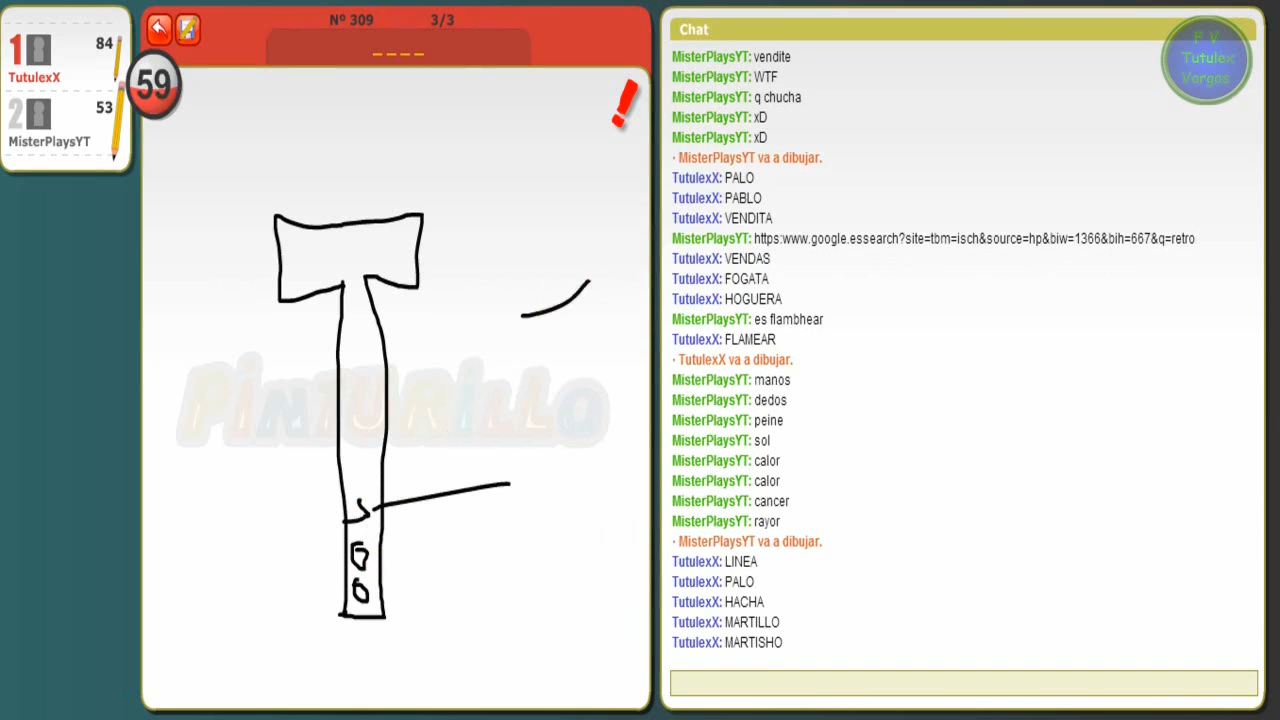 1
84
TutulexX
2
53
MisterPlaysYT
59
Nº 309 3/3
_ _ _ _
!
PINTURILLO
Chat
F V
Tutulex
Vargas
MisterPlaysYT: vendite
MisterPlaysYT: WTF
MisterPlaysYT: q chucha
MisterPlaysYT: xD
MisterPlaysYT: xD
· MisterPlaysYT va a dibujar.
TutulexX: PALO
TutulexX: PABLO
TutulexX: VENDITA
MisterPlaysYT: https:www.google.essearch?site=tbm=isch&source=hp&biw=1366&bih=667&q=retro
TutulexX: VENDAS
TutulexX: FOGATA
TutulexX: HOGUERA
MisterPlaysYT: es flambhear
TutulexX: FLAMEAR
· TutulexX va a dibujar.
MisterPlaysYT: manos
MisterPlaysYT: dedos
MisterPlaysYT: peine
MisterPlaysYT: sol
MisterPlaysYT: calor
MisterPlaysYT: calor
MisterPlaysYT: cancer
MisterPlaysYT: rayor
· MisterPlaysYT va a dibujar.
TutulexX: LINEA
TutulexX: PALO
TutulexX: HACHA
TutulexX: MARTILLO
TutulexX: MARTISHO